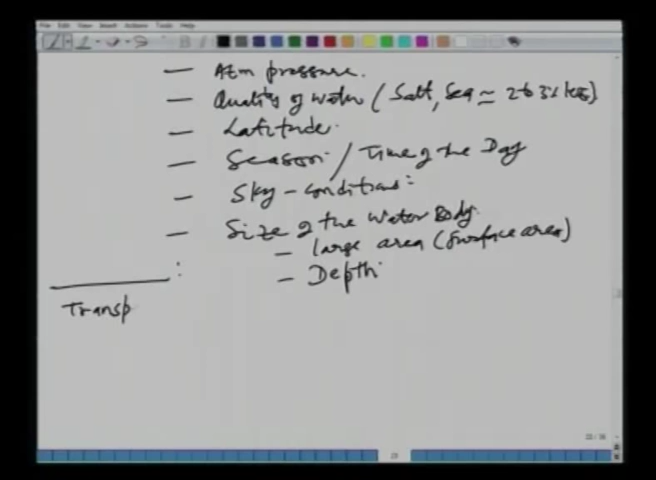 — Atm pressure.
— Quality of water ( Salt, Sea ≃ 2 to 3% less)
— Latitude.
— Season / Time of the Day
— Sky-conditions:
— Size of the Water Body.
— large area (Surface area)
— Depth
Transp